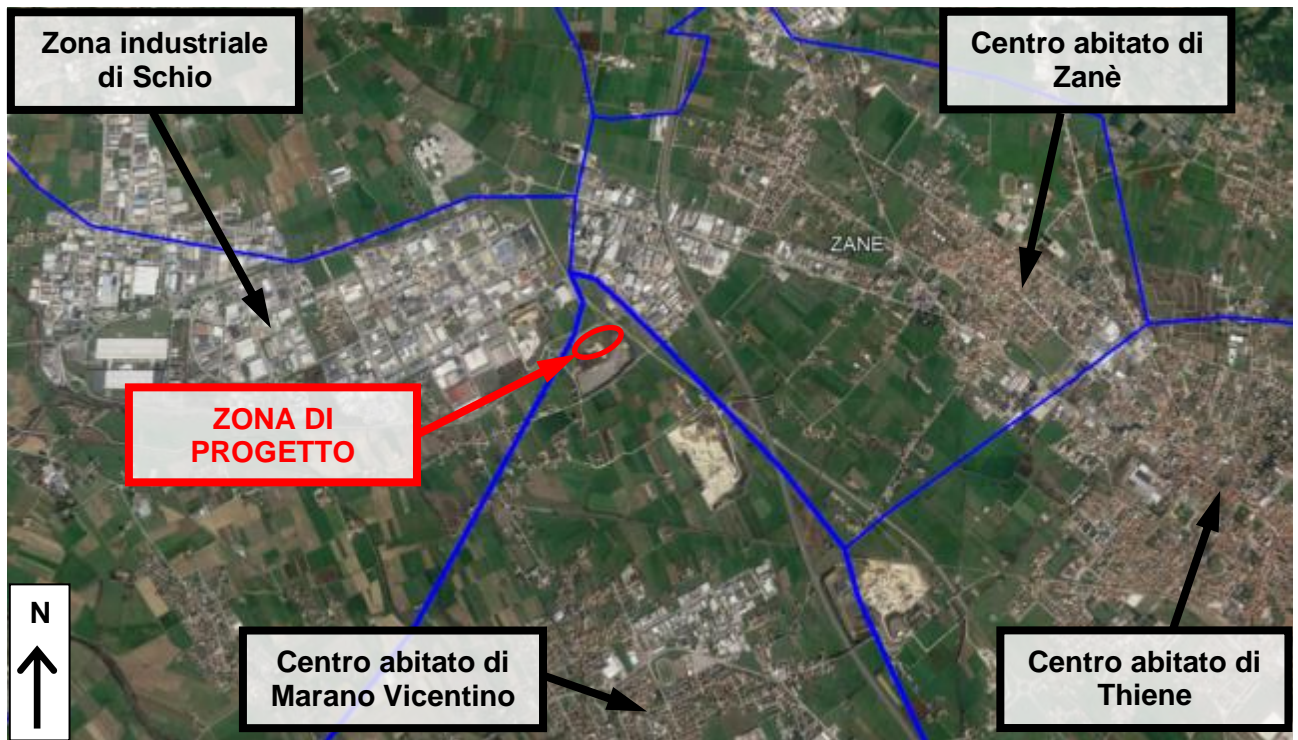 Zona industriale
di Schio
Centro abitato di
Zanè
ZANE
ZONA DI
PROGETTO
N
Centro abitato di
Marano Vicentino
Centro abitato di
Thiene